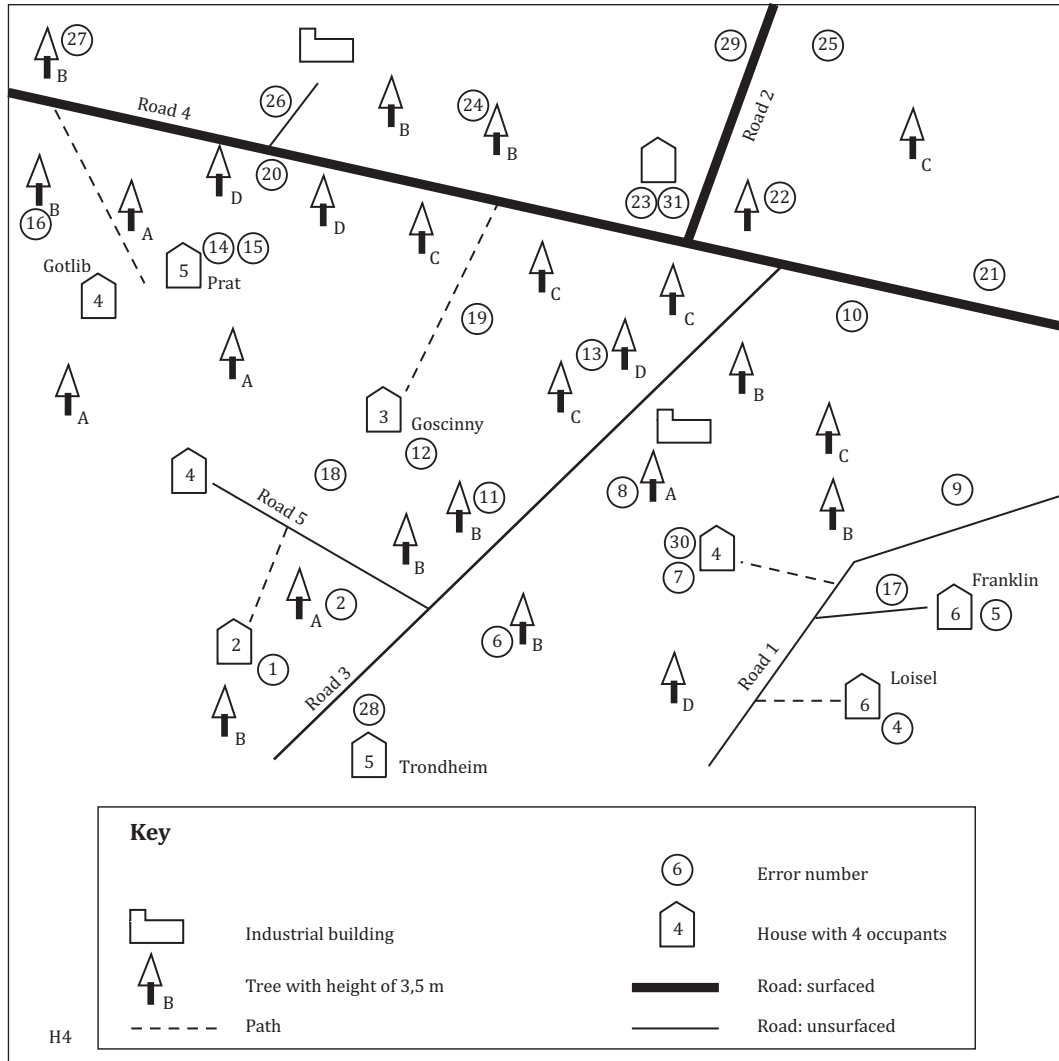 27
B
29
25
Road 4
26
B
24
B
Road 2
C
20
D
D
B
16
A
23 31
22
C
14 15
5
Prat
Gotlib
4
C
C
21
19
10
13
D
A
A
B
3
Goscinny
12
C
C
4
18
8
A
9
11
B
B
Road 5
B
30
4
7
2
A
17
Franklin
6
5
2
1
6
B
Road 1
Road 3
D
Loisel
6
4
B
28
5
Trondheim
Key
6
Error number
4
Industrial building
House with 4 occupants
B
Tree with height of 3,5 m
Road: surfaced
Path
Road: unsurfaced
H4